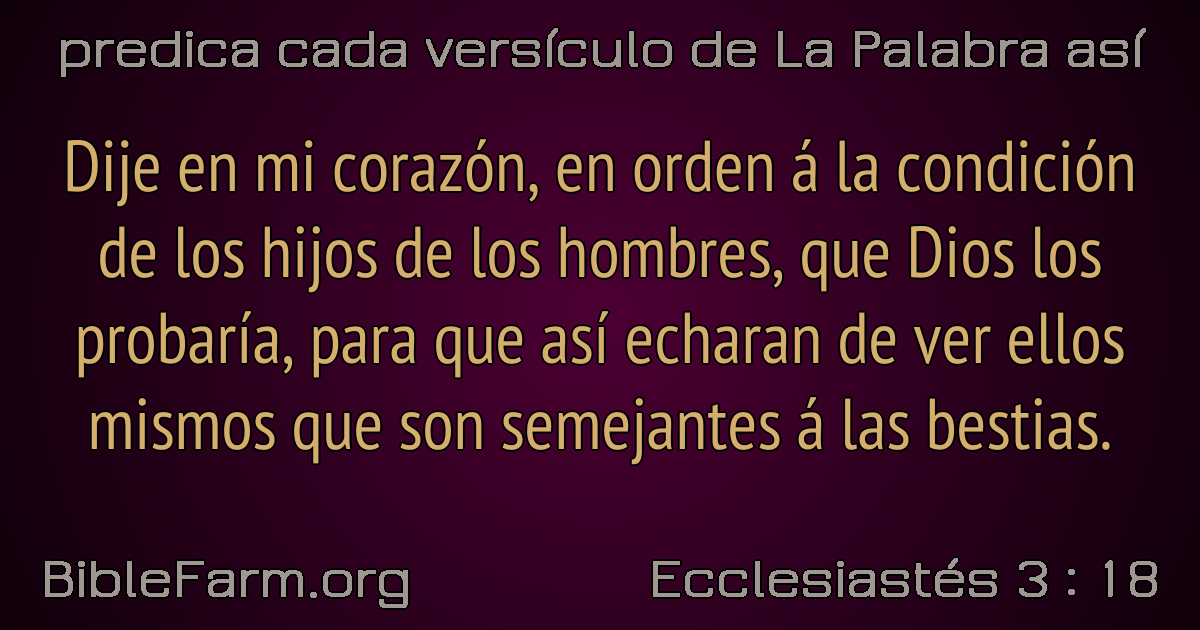 predica cada versículo de La Palabra así
Dije en mi corazón, en orden á la condición
de los hijos de los hombres, que Dios los
probaría, para que así echaran de ver ellos
mismos que son semejantes á las bestias.
BibleFarm.org
Ecclesiastés 3 : 18